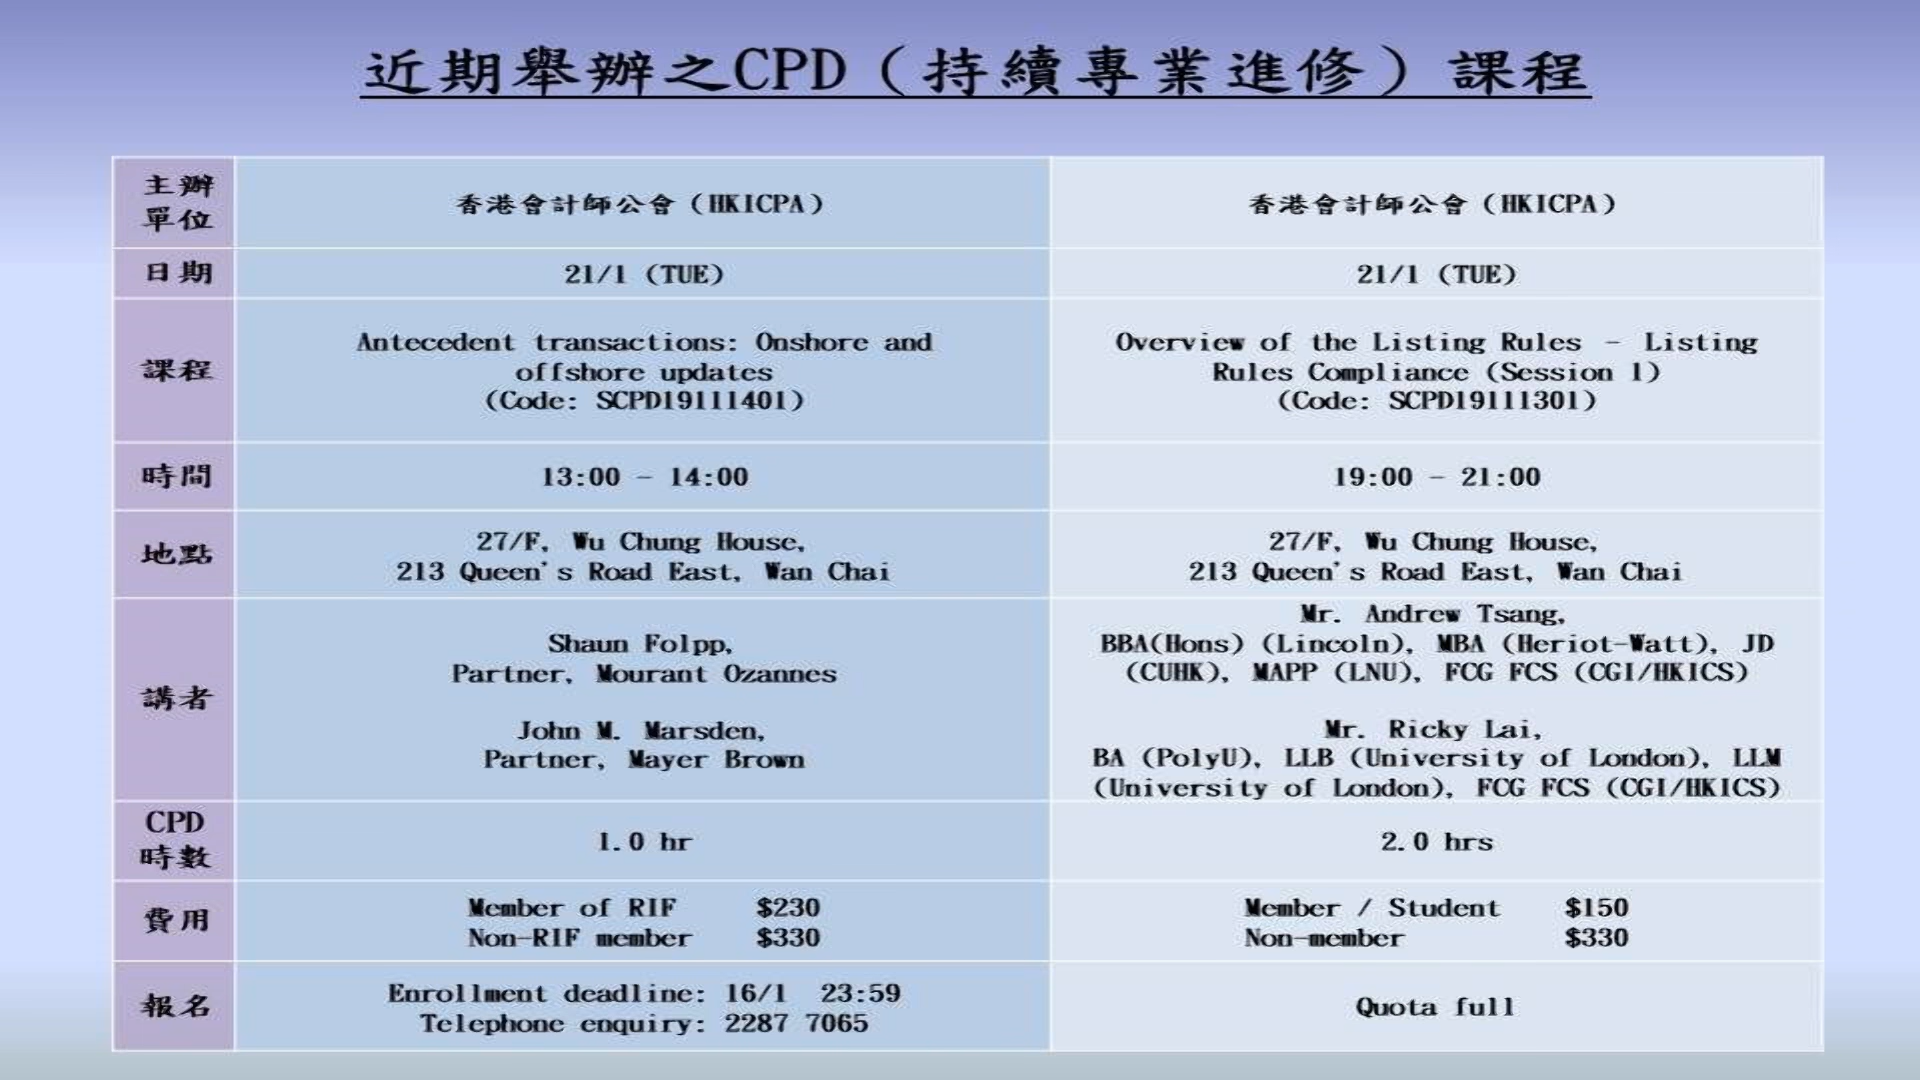 近期舉辦之CPD（持續專業進修）課程
主辦
單位
香港會計師公會（HKICPA）
香港會計師公會（HKICPA）
日期
21/1 (TUE)
21/1 (TUE)
課程
Antecedent transactions: Onshore and
offshore updates
(Code: SCPD19111401)
Overview of the Listing Rules – Listing
Rules Compliance (Session 1)
(Code: SCPD19111301)
時間
13:00 – 14:00
19:00 – 21:00
地點
27/F, Wu Chung House,
213 Queen's Road East, Wan Chai
27/F, Wu Chung House,
213 Queen's Road East, Wan Chai
講者
Shaun Folpp,
Partner, Mourant Ozannes
John M. Marsden,
Partner, Mayer Brown
Mr. Andrew Tsang,
BBA(Hons) (Lincoln), MBA (Heriot-Watt), JD
(CUHK), MAPP (LNU), FCG FCS (CGI/HKICS)
Mr. Ricky Lai,
BA (PolyU), LLB (University of London), LLM
(University of London), FCG FCS (CGI/HKICS)
CPD
時數
1.0 hr
2.0 hrs
費用
Member of RIF $230
Non-RIF member $330
Member / Student $150
Non-member $330
報名
Enrollment deadline: 16/1 23:59
Telephone enquiry: 2287 7065
Quota full